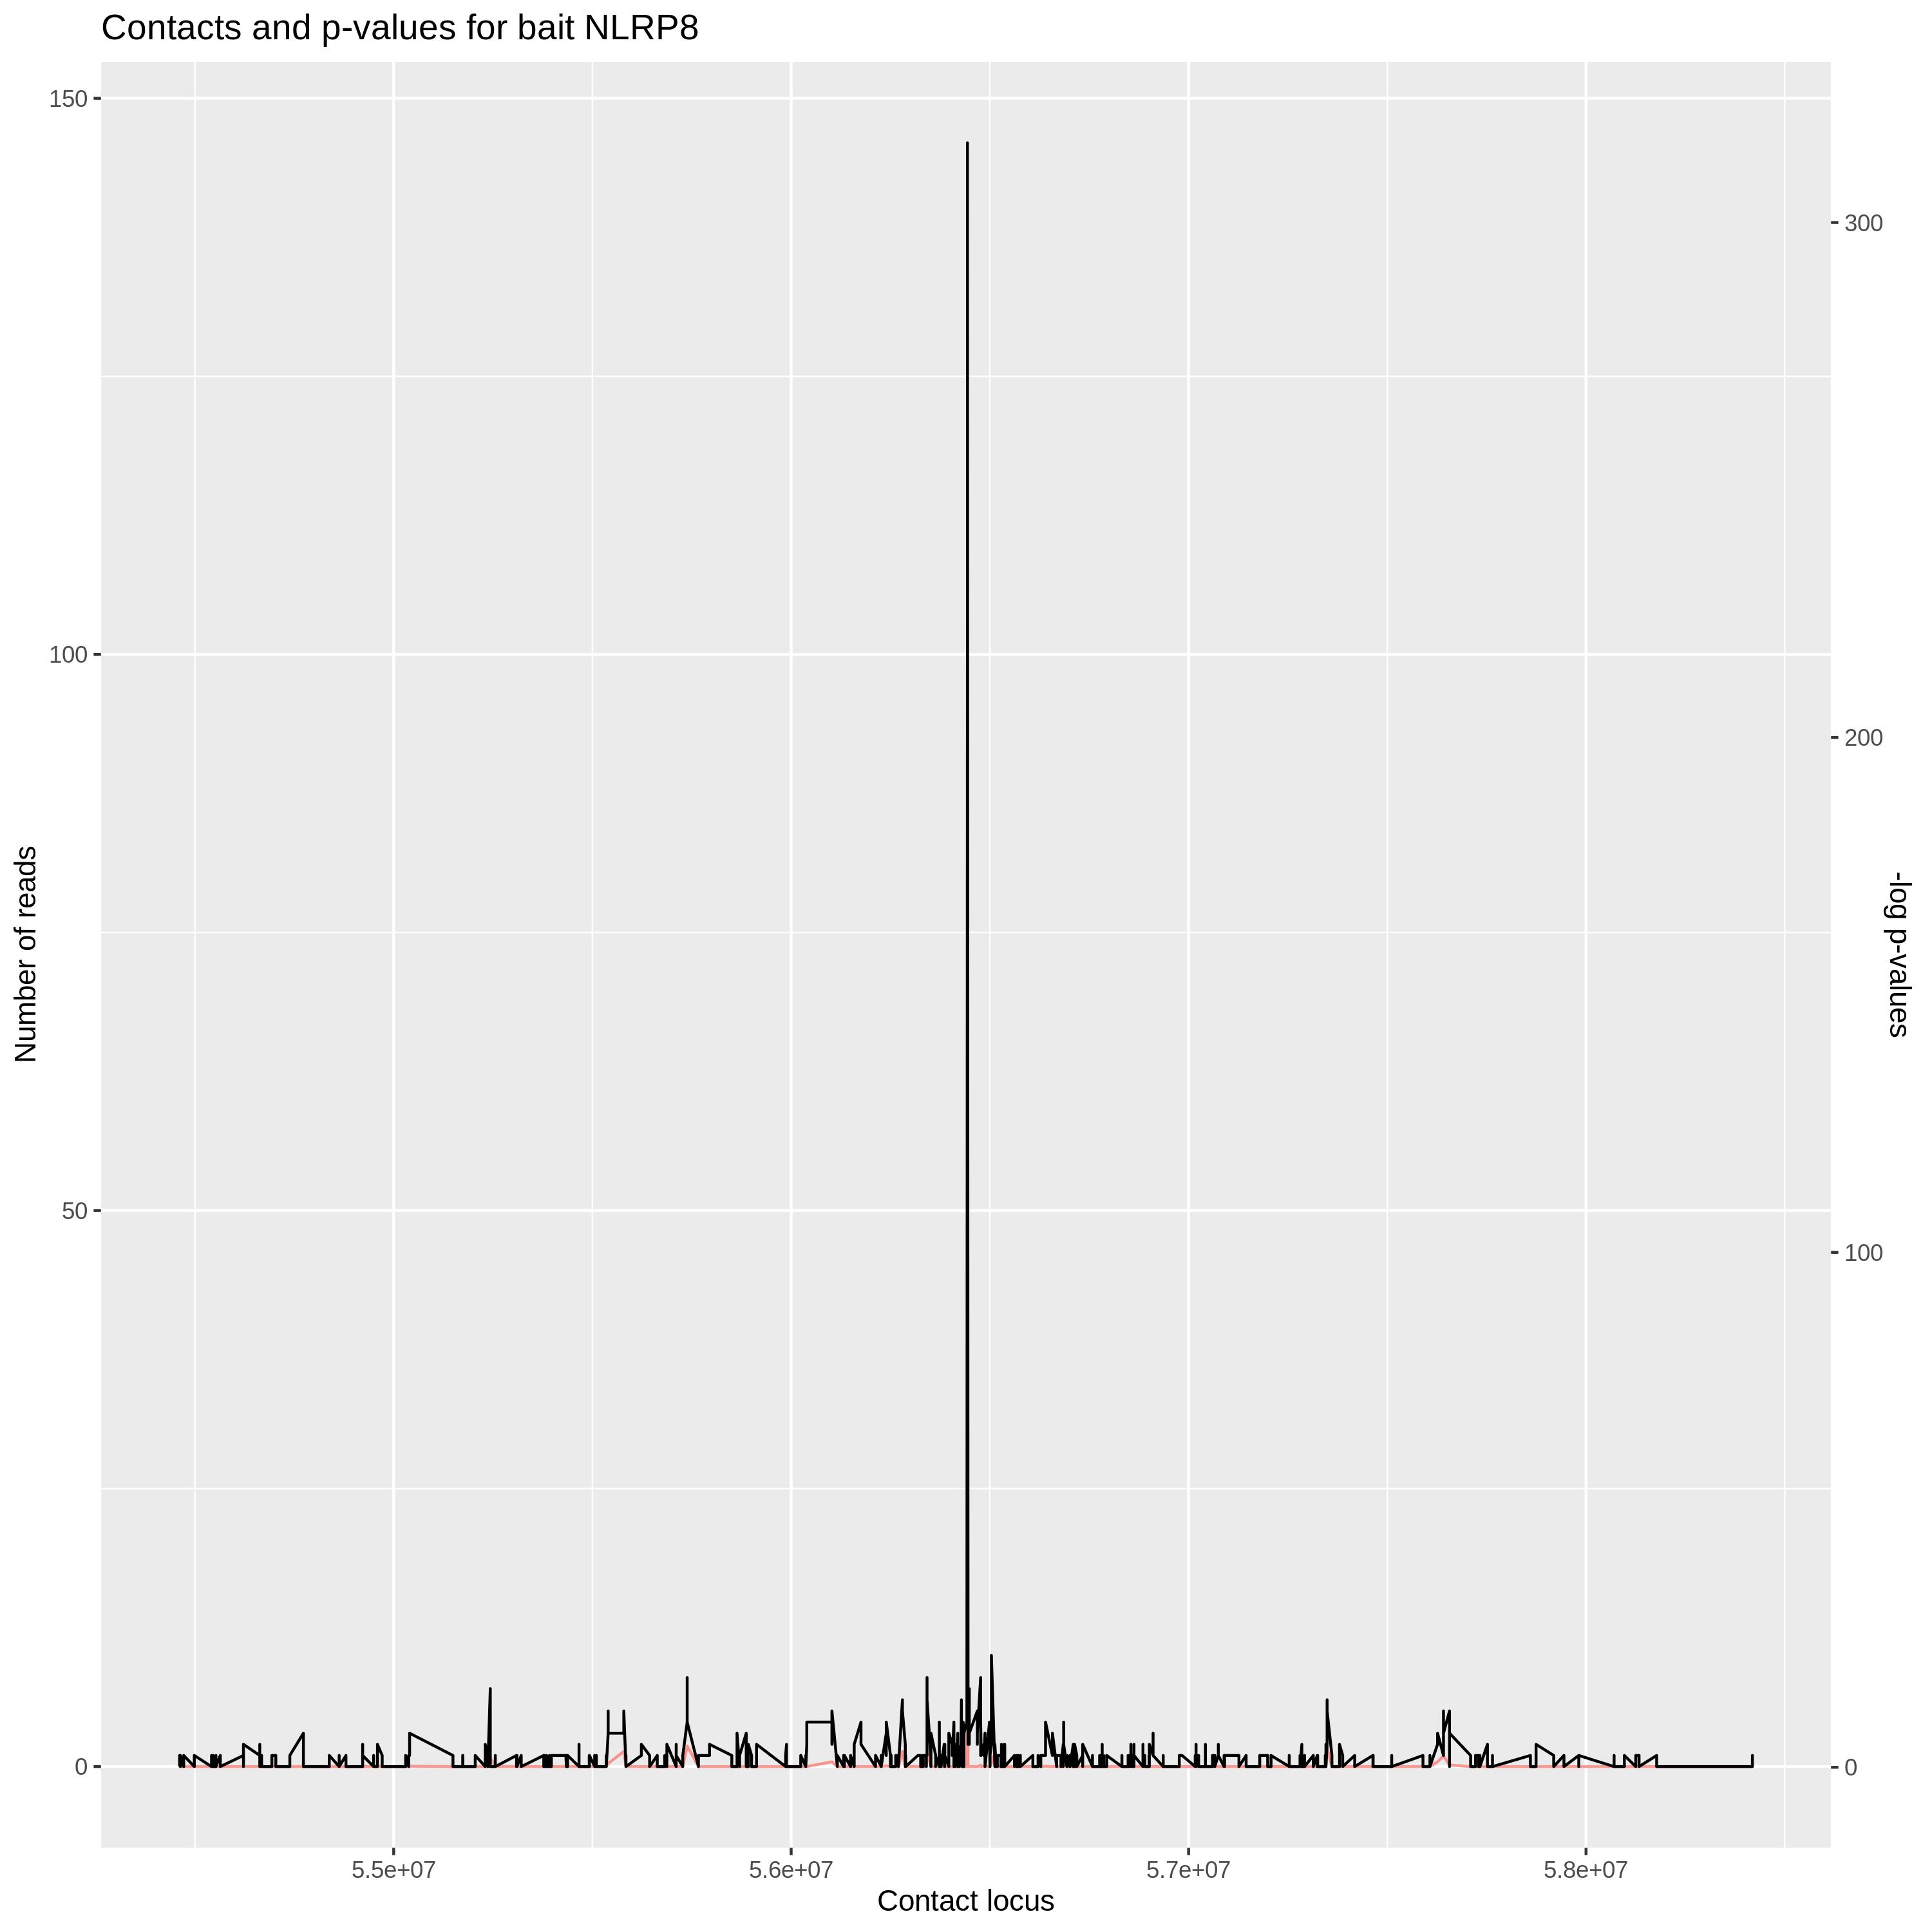 Contacts and p-values for bait NLRP8
150
100
50
0
300
200
100
0
Number of reads
-log p-values
5.5e+07
5.6e+07
5.7e+07
5.8e+07
Contact locus